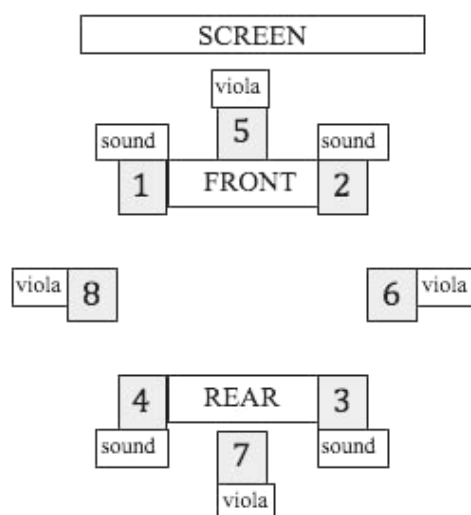 SCREEN
viola
5
sound
sound
1
FRONT
2
viola
8
6
viola
4
REAR
3
sound
7
sound
viola